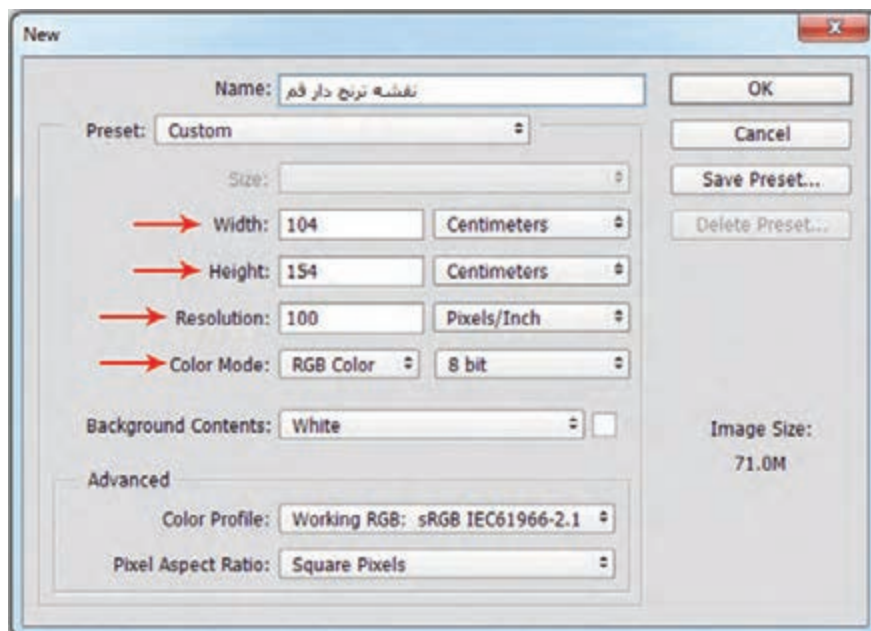 New
Name: نقشه ترنج دار قم
OK
Preset: Custom
Cancel
Size:
Save Preset...
Width: 104 Centimeters
Delete Preset...
Height: 154 Centimeters
Resolution: 100 Pixels/Inch
Color Mode: RGB Color 8 bit
Background Contents: White
Image Size:
71.0M
Advanced
Color Profile: Working RGB: sRGB IEC61966-2.1
Pixel Aspect Ratio: Square Pixels